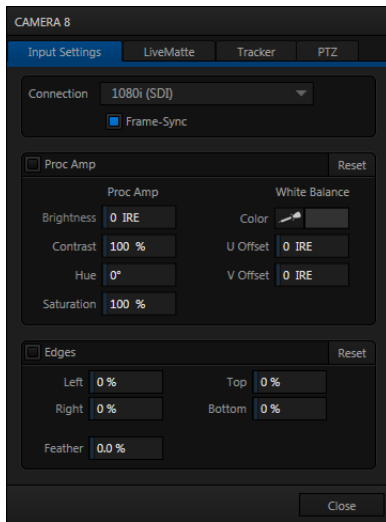 CAMERA 8
Input Settings LiveMatte Tracker PTZ
Connection 1080i (SDI)
Frame-Sync
Proc Amp Reset
Proc Amp White Balance
Brightness 0 IRE Color
Contrast 100 % U Offset 0 IRE
Hue 0° V Offset 0 IRE
Saturation 100 %
Edges Reset
Left 0 % Top 0 %
Right 0 % Bottom 0 %
Feather 0.0 %
Close